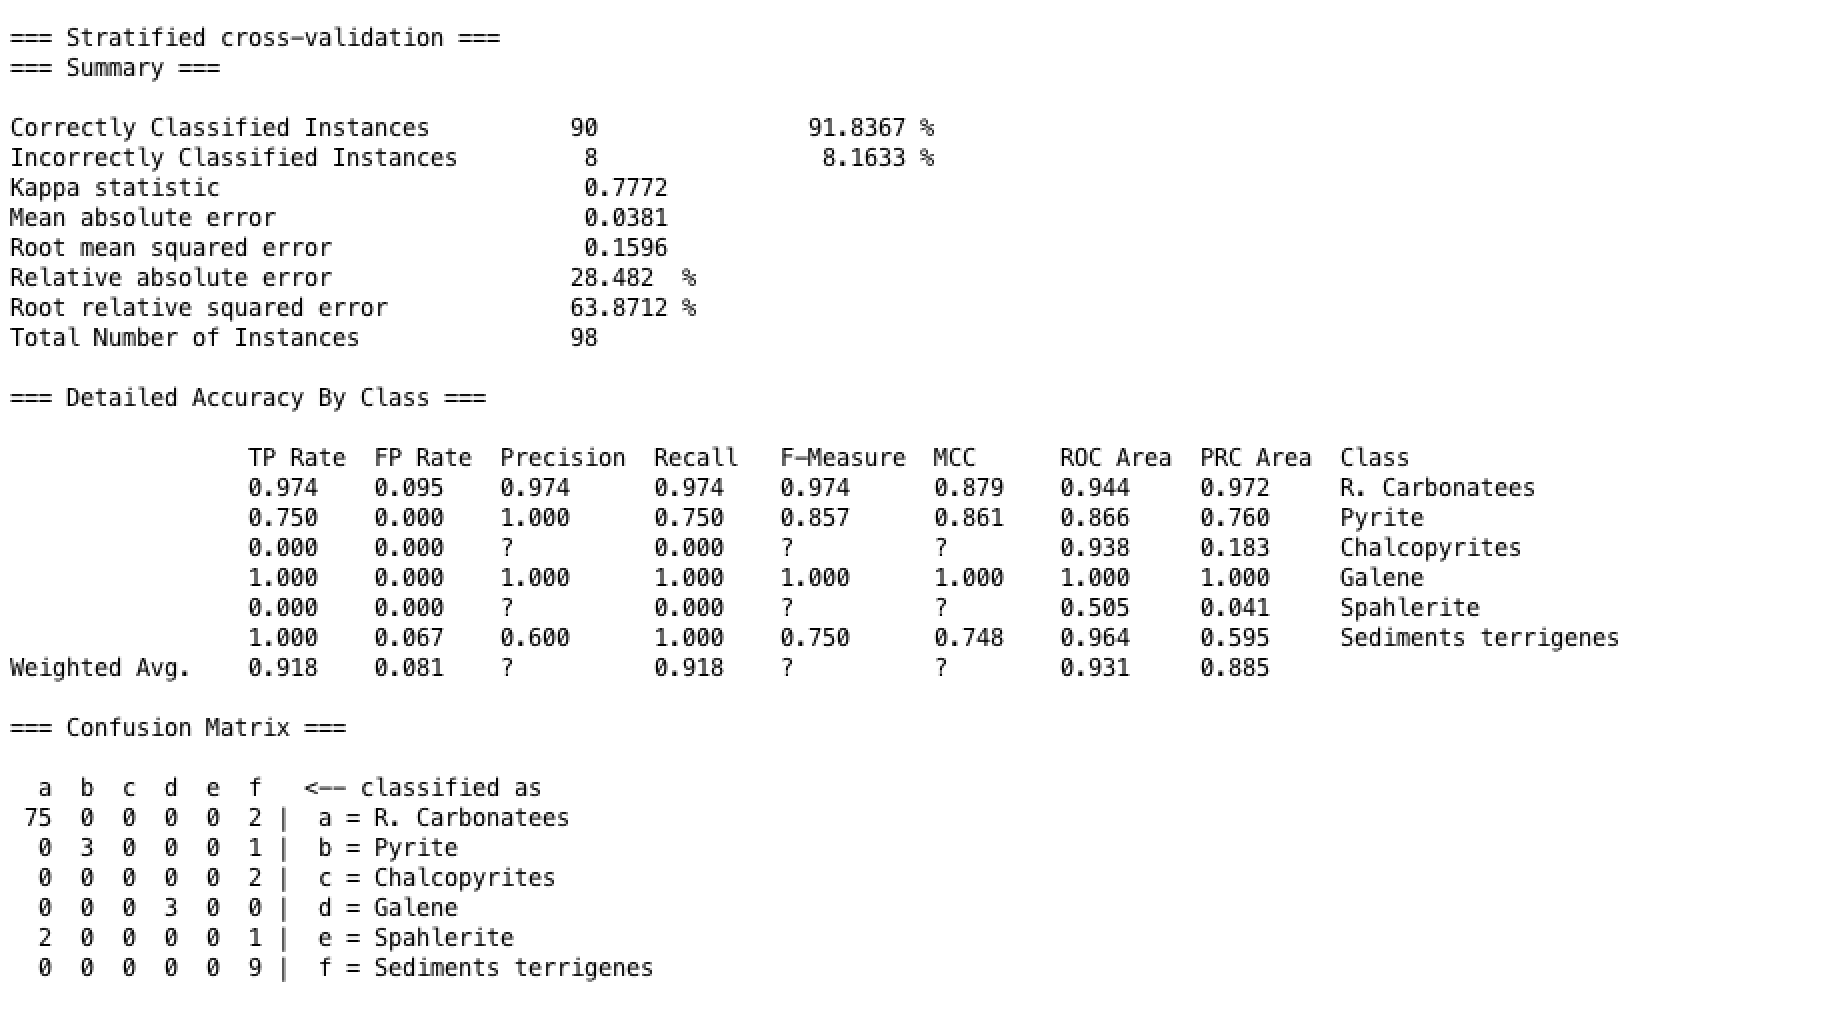 === Stratified cross-validation ===
=== Summary ===
Correctly Classified Instances 90 91.8367 %
Incorrectly Classified Instances 8 8.1633 %
Kappa statistic 0.7772
Mean absolute error 0.0381
Root mean squared error 0.1596
Relative absolute error 28.482 %
Root relative squared error 63.8712 %
Total Number of Instances 98
=== Detailed Accuracy By Class ===
TP Rate FP Rate Precision Recall F-Measure MCC ROC Area PRC Area Class
0.974 0.095 0.974 0.974 0.974 0.879 0.944 0.972 R. Carbonatees
0.750 0.000 1.000 0.750 0.857 0.861 0.866 0.760 Pyrite
0.000 0.000 ? 0.000 ? ? 0.938 0.183 Chalcopyrites
1.000 0.000 1.000 1.000 1.000 1.000 1.000 1.000 Galene
0.000 0.000 ? 0.000 ? ? 0.505 0.041 Spahlerite
1.000 0.067 0.600 1.000 0.750 0.748 0.964 0.595 Sediments terrigenes
Weighted Avg. 0.918 0.081 ? 0.918 ? ? 0.931 0.885
=== Confusion Matrix ===
a b c d e f <-- classified as
75 0 0 0 0 2 | a = R. Carbonatees
0 3 0 0 0 1 | b = Pyrite
0 0 0 0 0 2 | c = Chalcopyrites
0 0 0 3 0 0 | d = Galene
2 0 0 0 0 1 | e = Spahlerite
0 0 0 0 0 9 | f = Sediments terrigenes